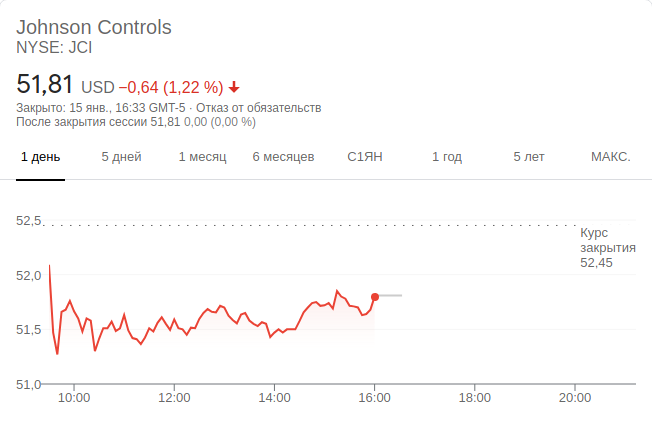 Johnson Controls
NYSE: JCI
51,81 USD −0,64 (1,22 %)
Закрыто: 15 янв., 16:33 GMT-5 · Отказ от обязательств
После закрытия сессии 51,81 0,00 (0,00 %)
1 день 5 дней 1 месяц 6 месяцев С1ЯН 1 год 5 лет МАКС.
52,5
Курс
закрытия
52,45
52,0
51,5
51,0
10:00 12:00 14:00 16:00 18:00 20:00